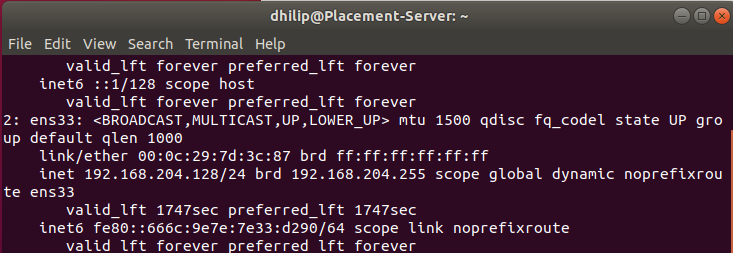 dhilip@Placement-Server: ~
File Edit View Search Terminal Help
valid_lft forever preferred_lft forever
inet6 ::1/128 scope host
valid_lft forever preferred_lft forever
2: ens33: <BROADCAST,MULTICAST,UP,LOWER_UP> mtu 1500 qdisc fq_codel state UP gro
up default qlen 1000
link/ether 00:0c:29:7d:3c:87 brd ff:ff:ff:ff:ff:ff
inet 192.168.204.128/24 brd 192.168.204.255 scope global dynamic noprefixrou
te ens33
valid_lft 1747sec preferred_lft 1747sec
inet6 fe80::666c:9e7e:7e33:d290/64 scope link noprefixroute
valid_lft forever preferred_lft forever